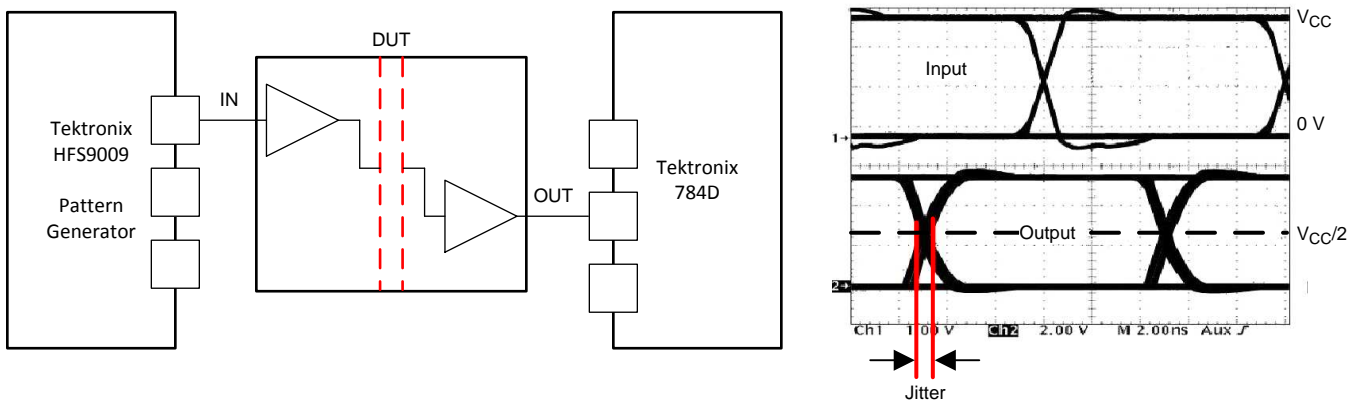 DUT
IN
Tektronix
HFS9009
Pattern
Generator
OUT
Tektronix
784D
VCC
Input
0 V
1→
Output
VCC/2
2→
Ch1 1.00 V Ch2 2.00 V M 2.00ns Aux
Jitter